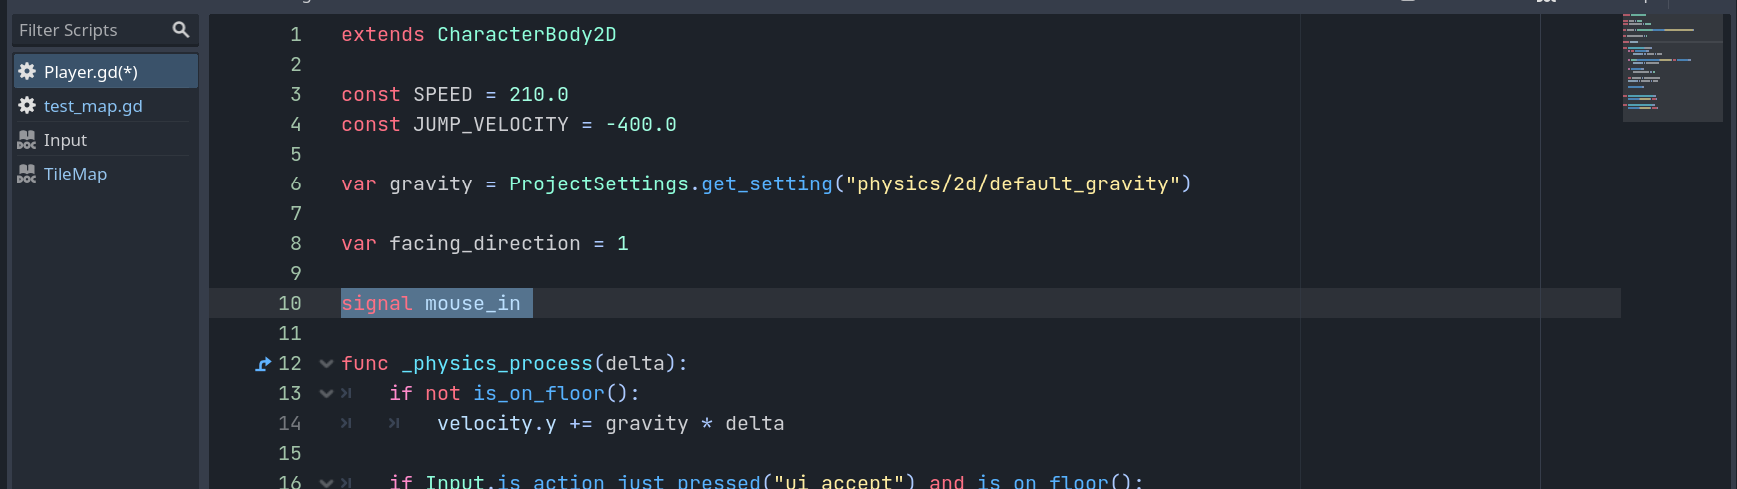 Filter Scripts
Player.gd(*)
test_map.gd
Input
TileMap
1 extends CharacterBody2D
2
3 const SPEED = 210.0
4 const JUMP_VELOCITY = -400.0
5
6 var gravity = ProjectSettings.get_setting("physics/2d/default_gravity")
7
8 var facing_direction = 1
9
10 signal mouse_in
11
12 func _physics_process(delta):
13 if not is_on_floor():
14 velocity.y += gravity * delta
15
16 if Input.is_action_just_pressed("ui_accept") and is_on_floor():